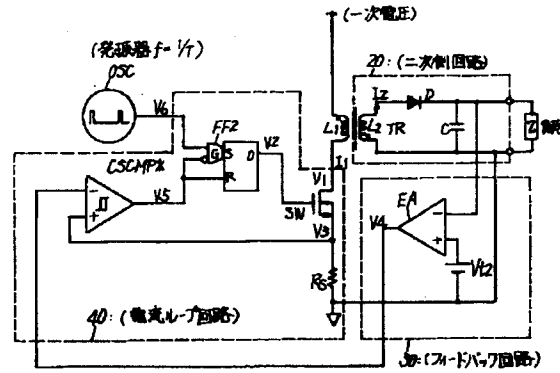 (一次電圧)
(発振器 f=1/T)
OSC
20:(二次側回路)
V6
I2
D
FF2
L1
L2
TR
C
Z
負荷
G
S
D
R
V2
I1
V1
CSCMP
V5
SW
V3
EA
V4
Vt2
Rs
40:(電流ループ回路)
30:(フィードバック回路)